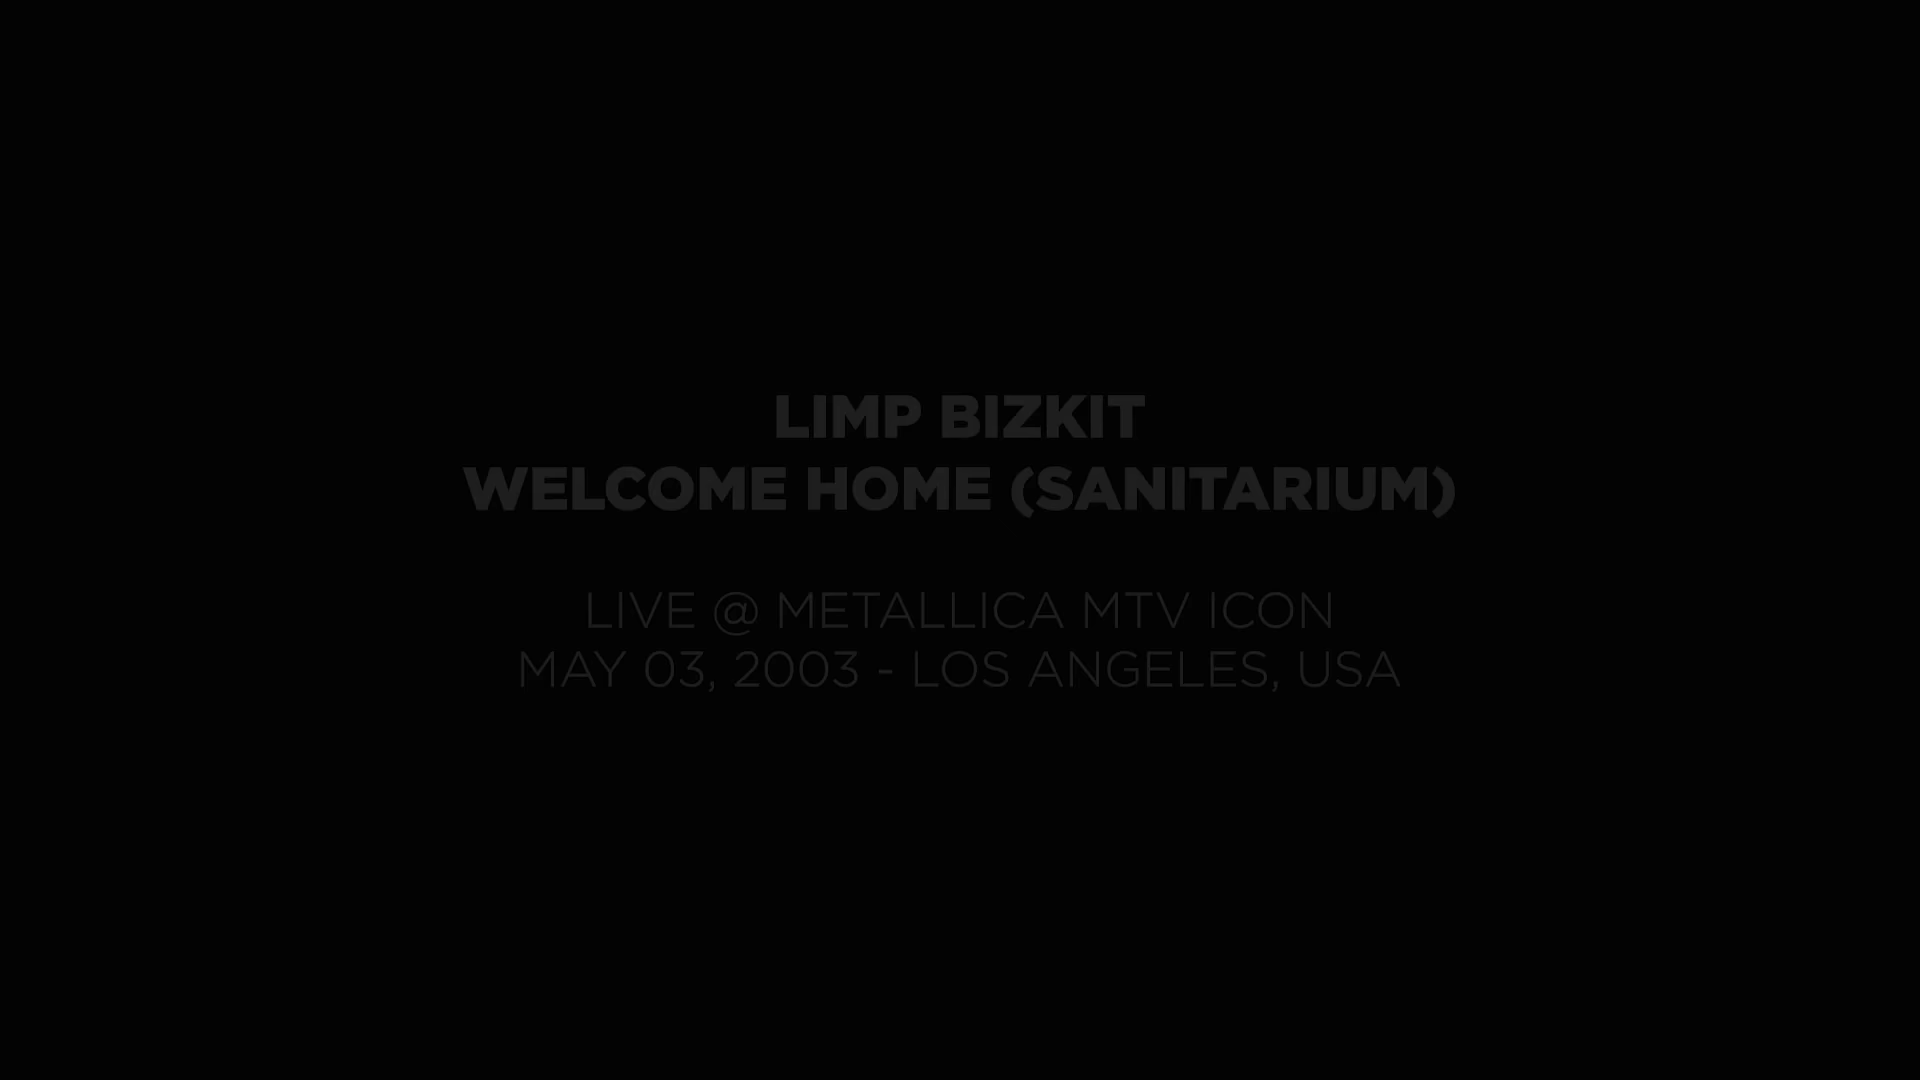 LIMP BIZKIT
WELCOME HOME (SANITARIUM)
LIVE @ METALLICA MTV ICON
MAY 03, 2003 - LOS ANGELES, USA